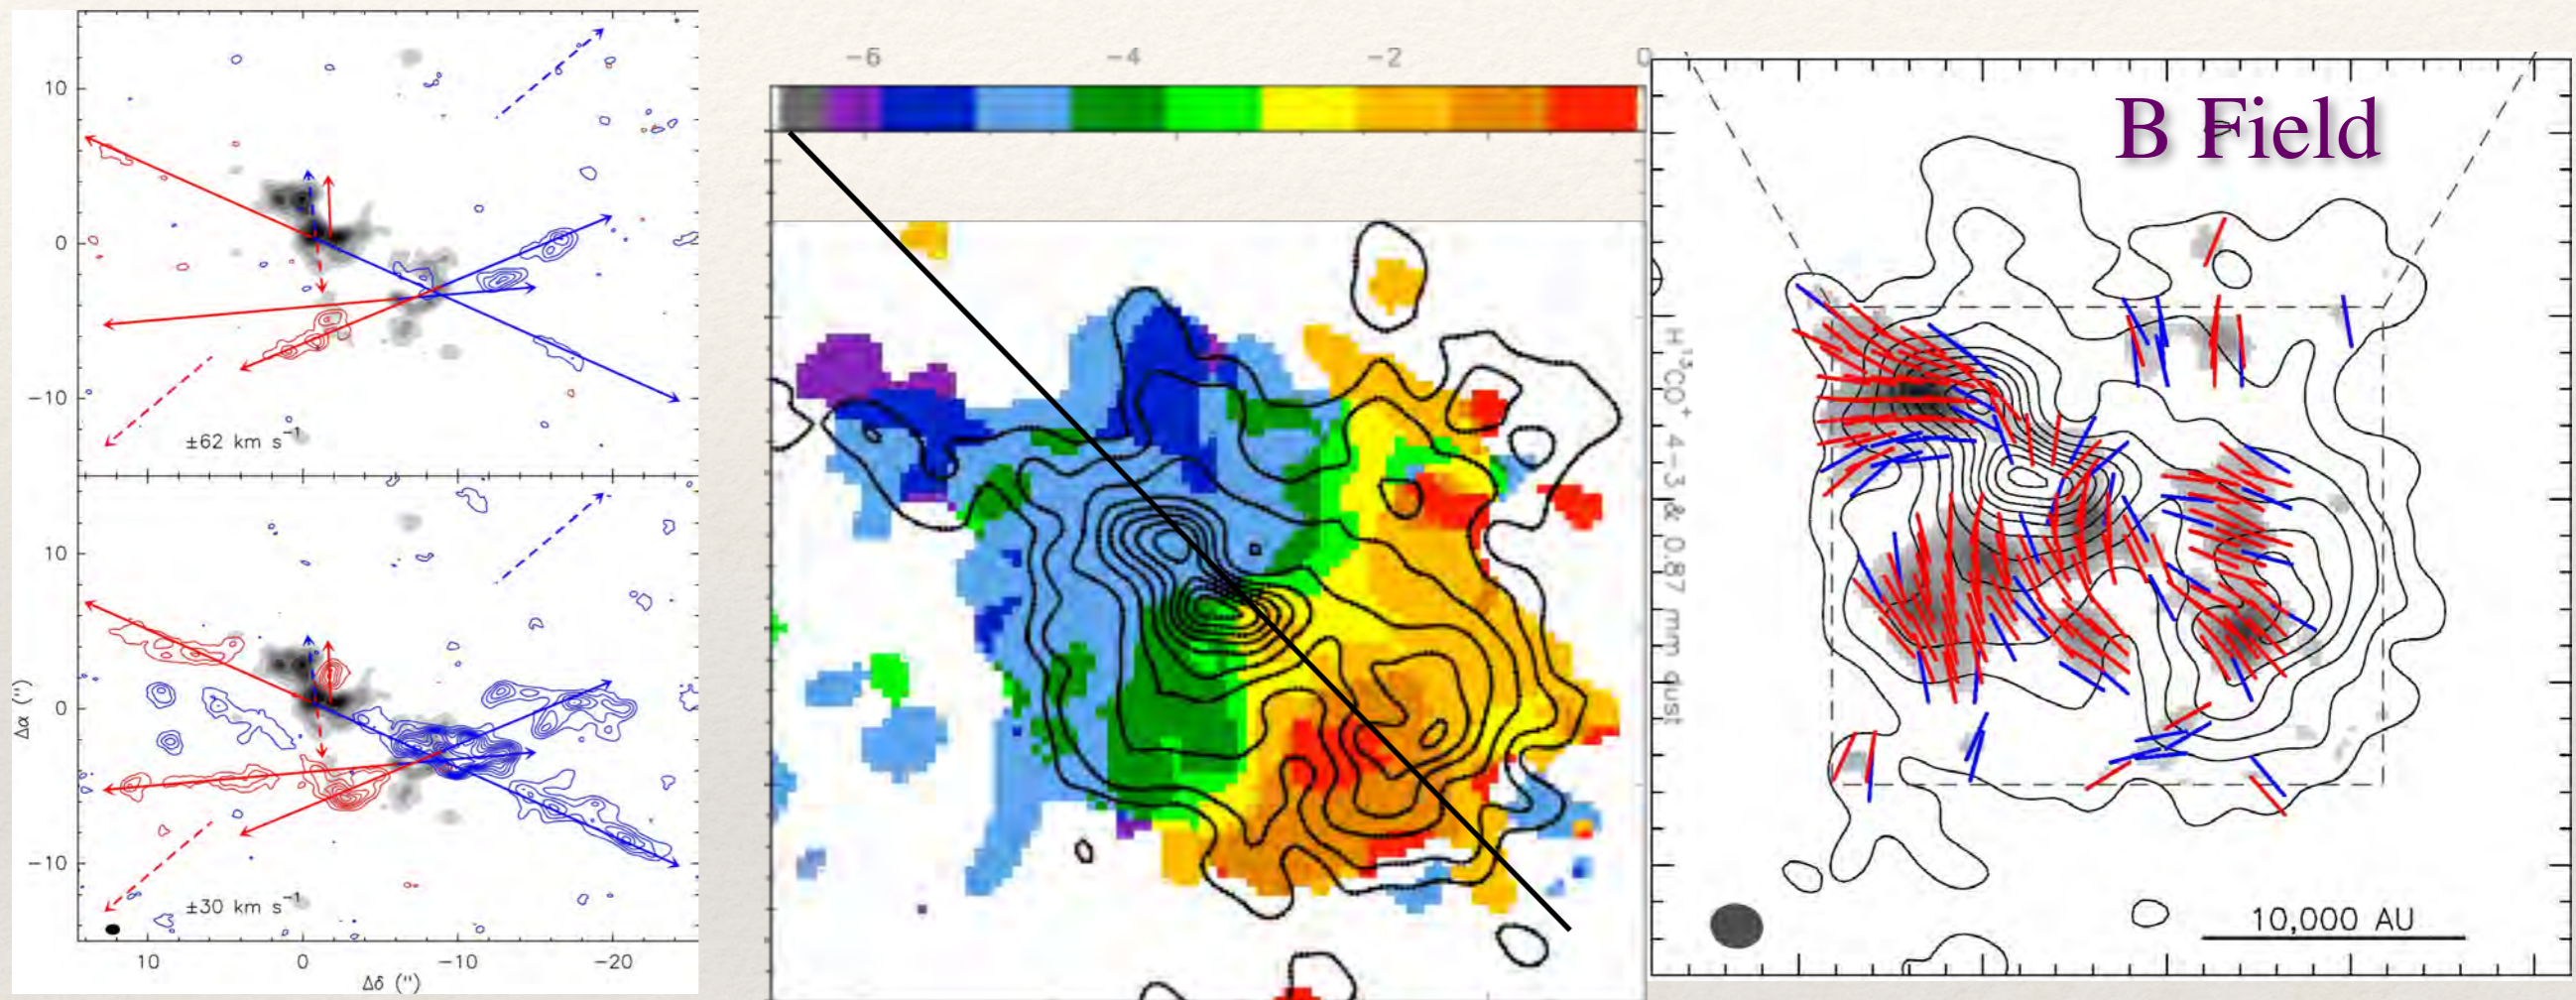 10
0
−10
±62 km s⁻¹
10
0
−10
±30 km s⁻¹
Δα (")
10
0
−10
−20
Δδ (")
−6
−4
−2
0
H¹³CO⁺ 4−3 & 0.87 mm dust
B Field
10,000 AU